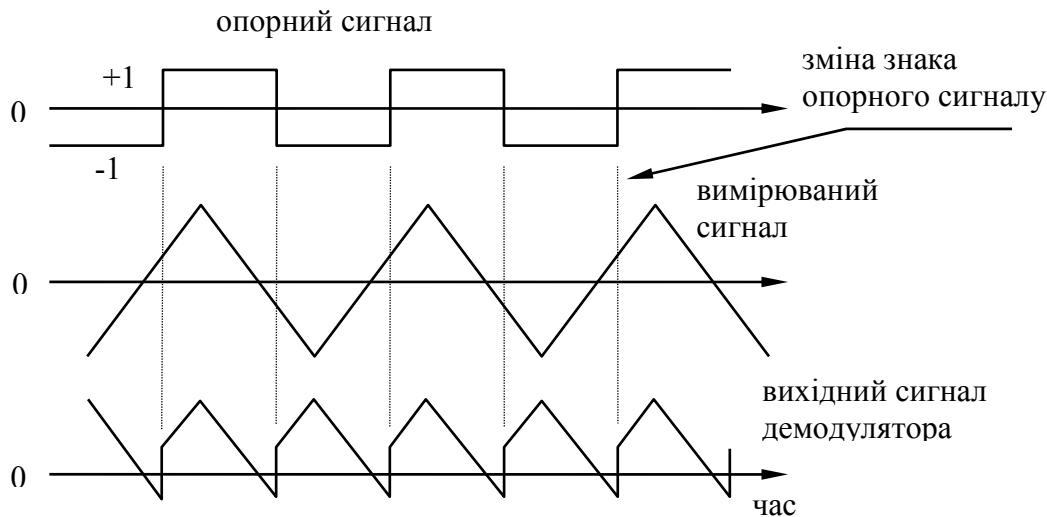 опорний сигнал
+1
0
-1
зміна знака
опорного сигналу
вимірюваний
сигнал
0
вихідний сигнал
демодулятора
0
час